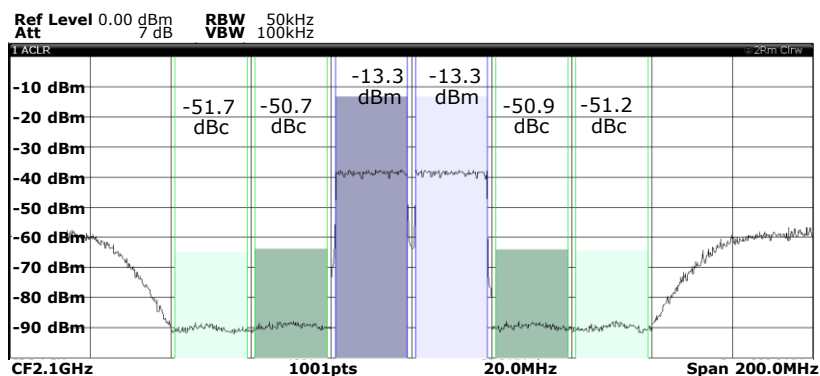 Ref Level 0.00 dBm RBW 50kHz
Att 7 dB VBW 100kHz
1 ACLR 2Rm Clrw
-10 dBm
-20 dBm
-30 dBm
-40 dBm
-50 dBm
-60 dBm
-70 dBm
-80 dBm
-90 dBm
-51.7 dBc
-50.7 dBc
-13.3 dBm
-13.3 dBm
-50.9 dBc
-51.2 dBc
CF2.1GHz 1001pts 20.0MHz Span 200.0MHz